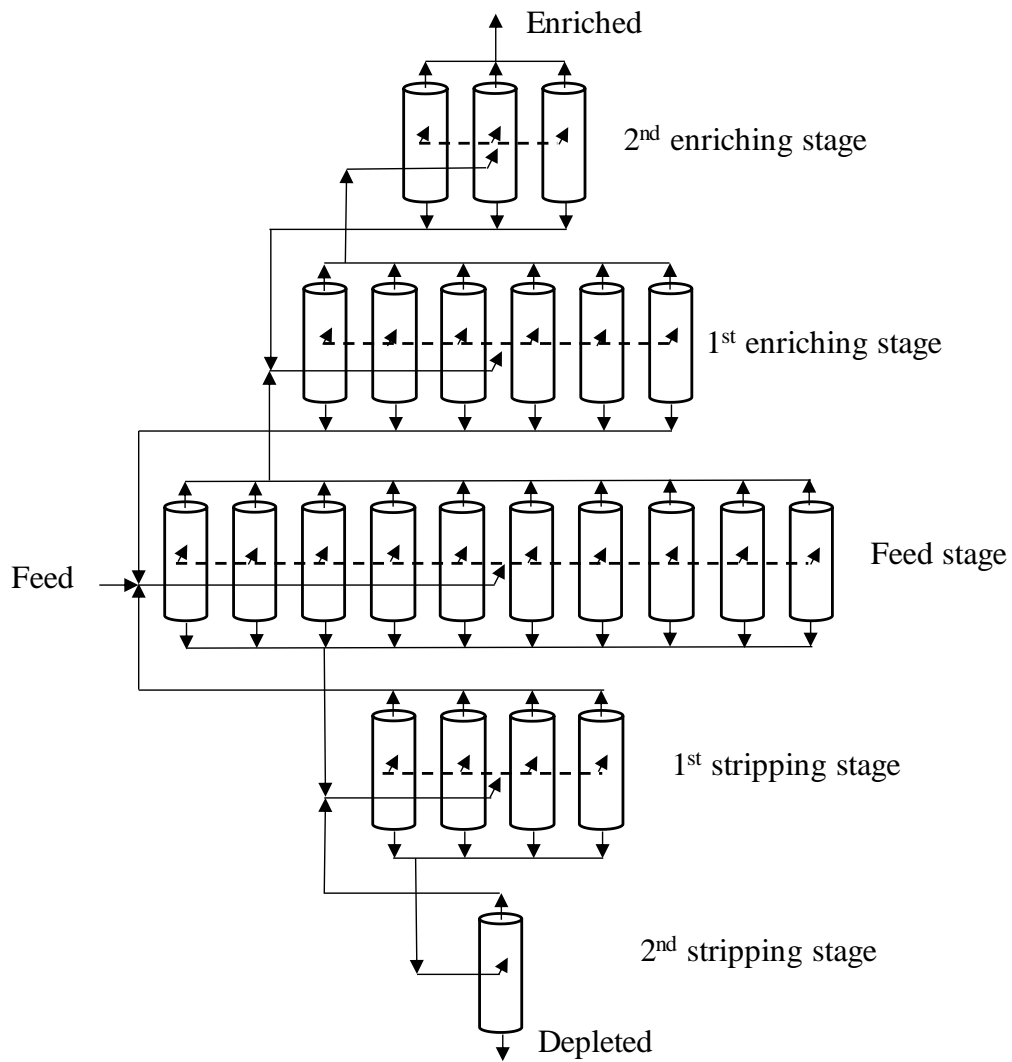 Enriched
2nd enriching stage
1st enriching stage
Feed stage
Feed
1st stripping stage
2nd stripping stage
Depleted